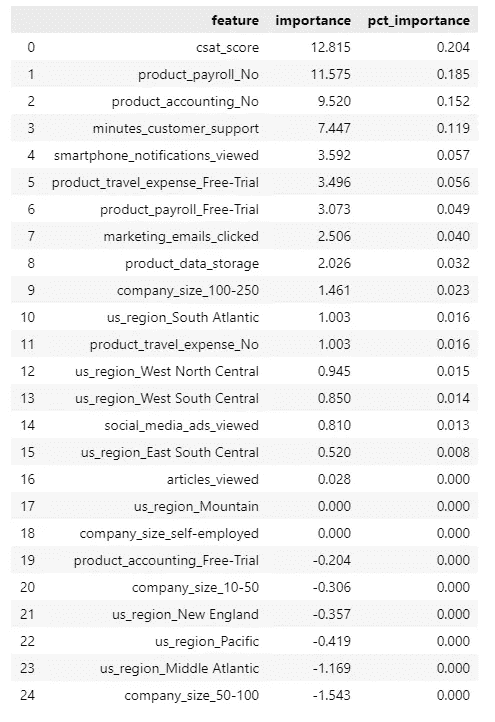 feature importance pct_importance
0 csat_score 12.815 0.204
1 product_payroll_No 11.575 0.185
2 product_accounting_No 9.520 0.152
3 minutes_customer_support 7.447 0.119
4 smartphone_notifications_viewed 3.592 0.057
5 product_travel_expense_Free-Trial 3.496 0.056
6 product_payroll_Free-Trial 3.073 0.049
7 marketing_emails_clicked 2.506 0.040
8 product_data_storage 2.026 0.032
9 company_size_100-250 1.461 0.023
10 us_region_South Atlantic 1.003 0.016
11 product_travel_expense_No 1.003 0.016
12 us_region_West North Central 0.945 0.015
13 us_region_West South Central 0.850 0.014
14 social_media_ads_viewed 0.810 0.013
15 us_region_East South Central 0.520 0.008
16 articles_viewed 0.028 0.000
17 us_region_Mountain 0.000 0.000
18 company_size_self-employed 0.000 0.000
19 product_accounting_Free-Trial -0.204 0.000
20 company_size_10-50 -0.306 0.000
21 us_region_New England -0.357 0.000
22 us_region_Pacific -0.419 0.000
23 us_region_Middle Atlantic -1.169 0.000
24 company_size_50-100 -1.543 0.000